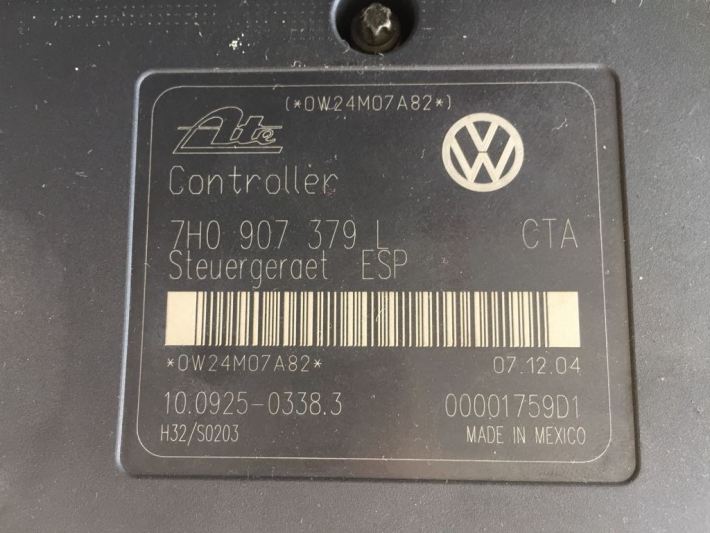 (*0W24M07A82*)
Ate
Controller
7H0 907 379 L CTA
Steuergeraet ESP
*0W24M07A82* 07.12.04
10.0925-0338.3 00001759D1
H32/S0203 MADE IN MEXICO